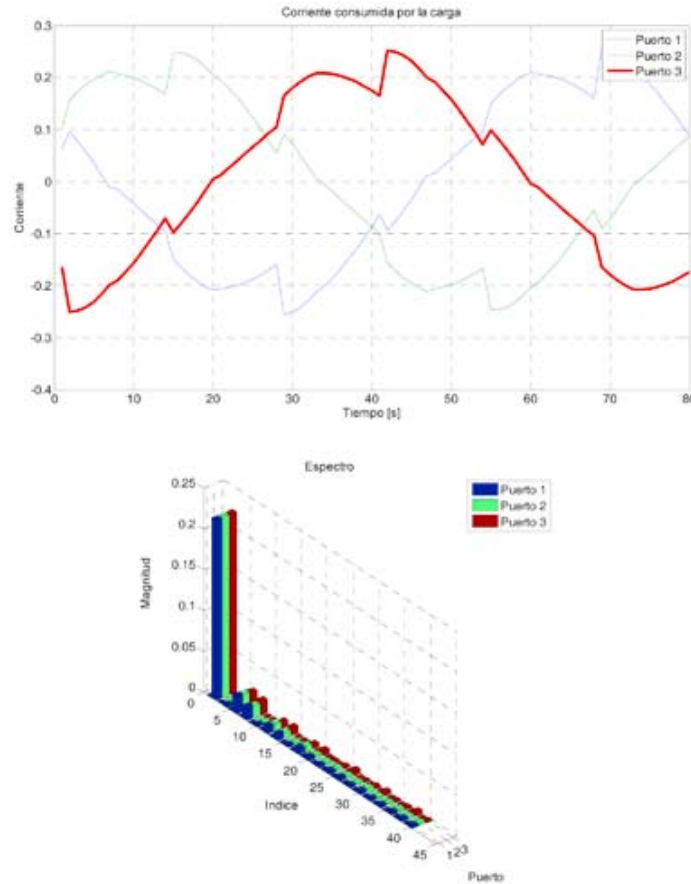 Corriente consumida por la carga
0.3
0.2
0.1
0
-0.1
-0.2
-0.3
-0.4
Corriente
0 10 20 30 40 50 60 70 80
Tiempo [s]
Puerto 1
Puerto 2
Puerto 3
Espectro
Puerto 1
Puerto 2
Puerto 3
0.25
0.2
0.15
0.1
0.05
0
Magnitud
0 5 10 15 20 25 30 35 40 45
Indice
1 2 3
Puerto